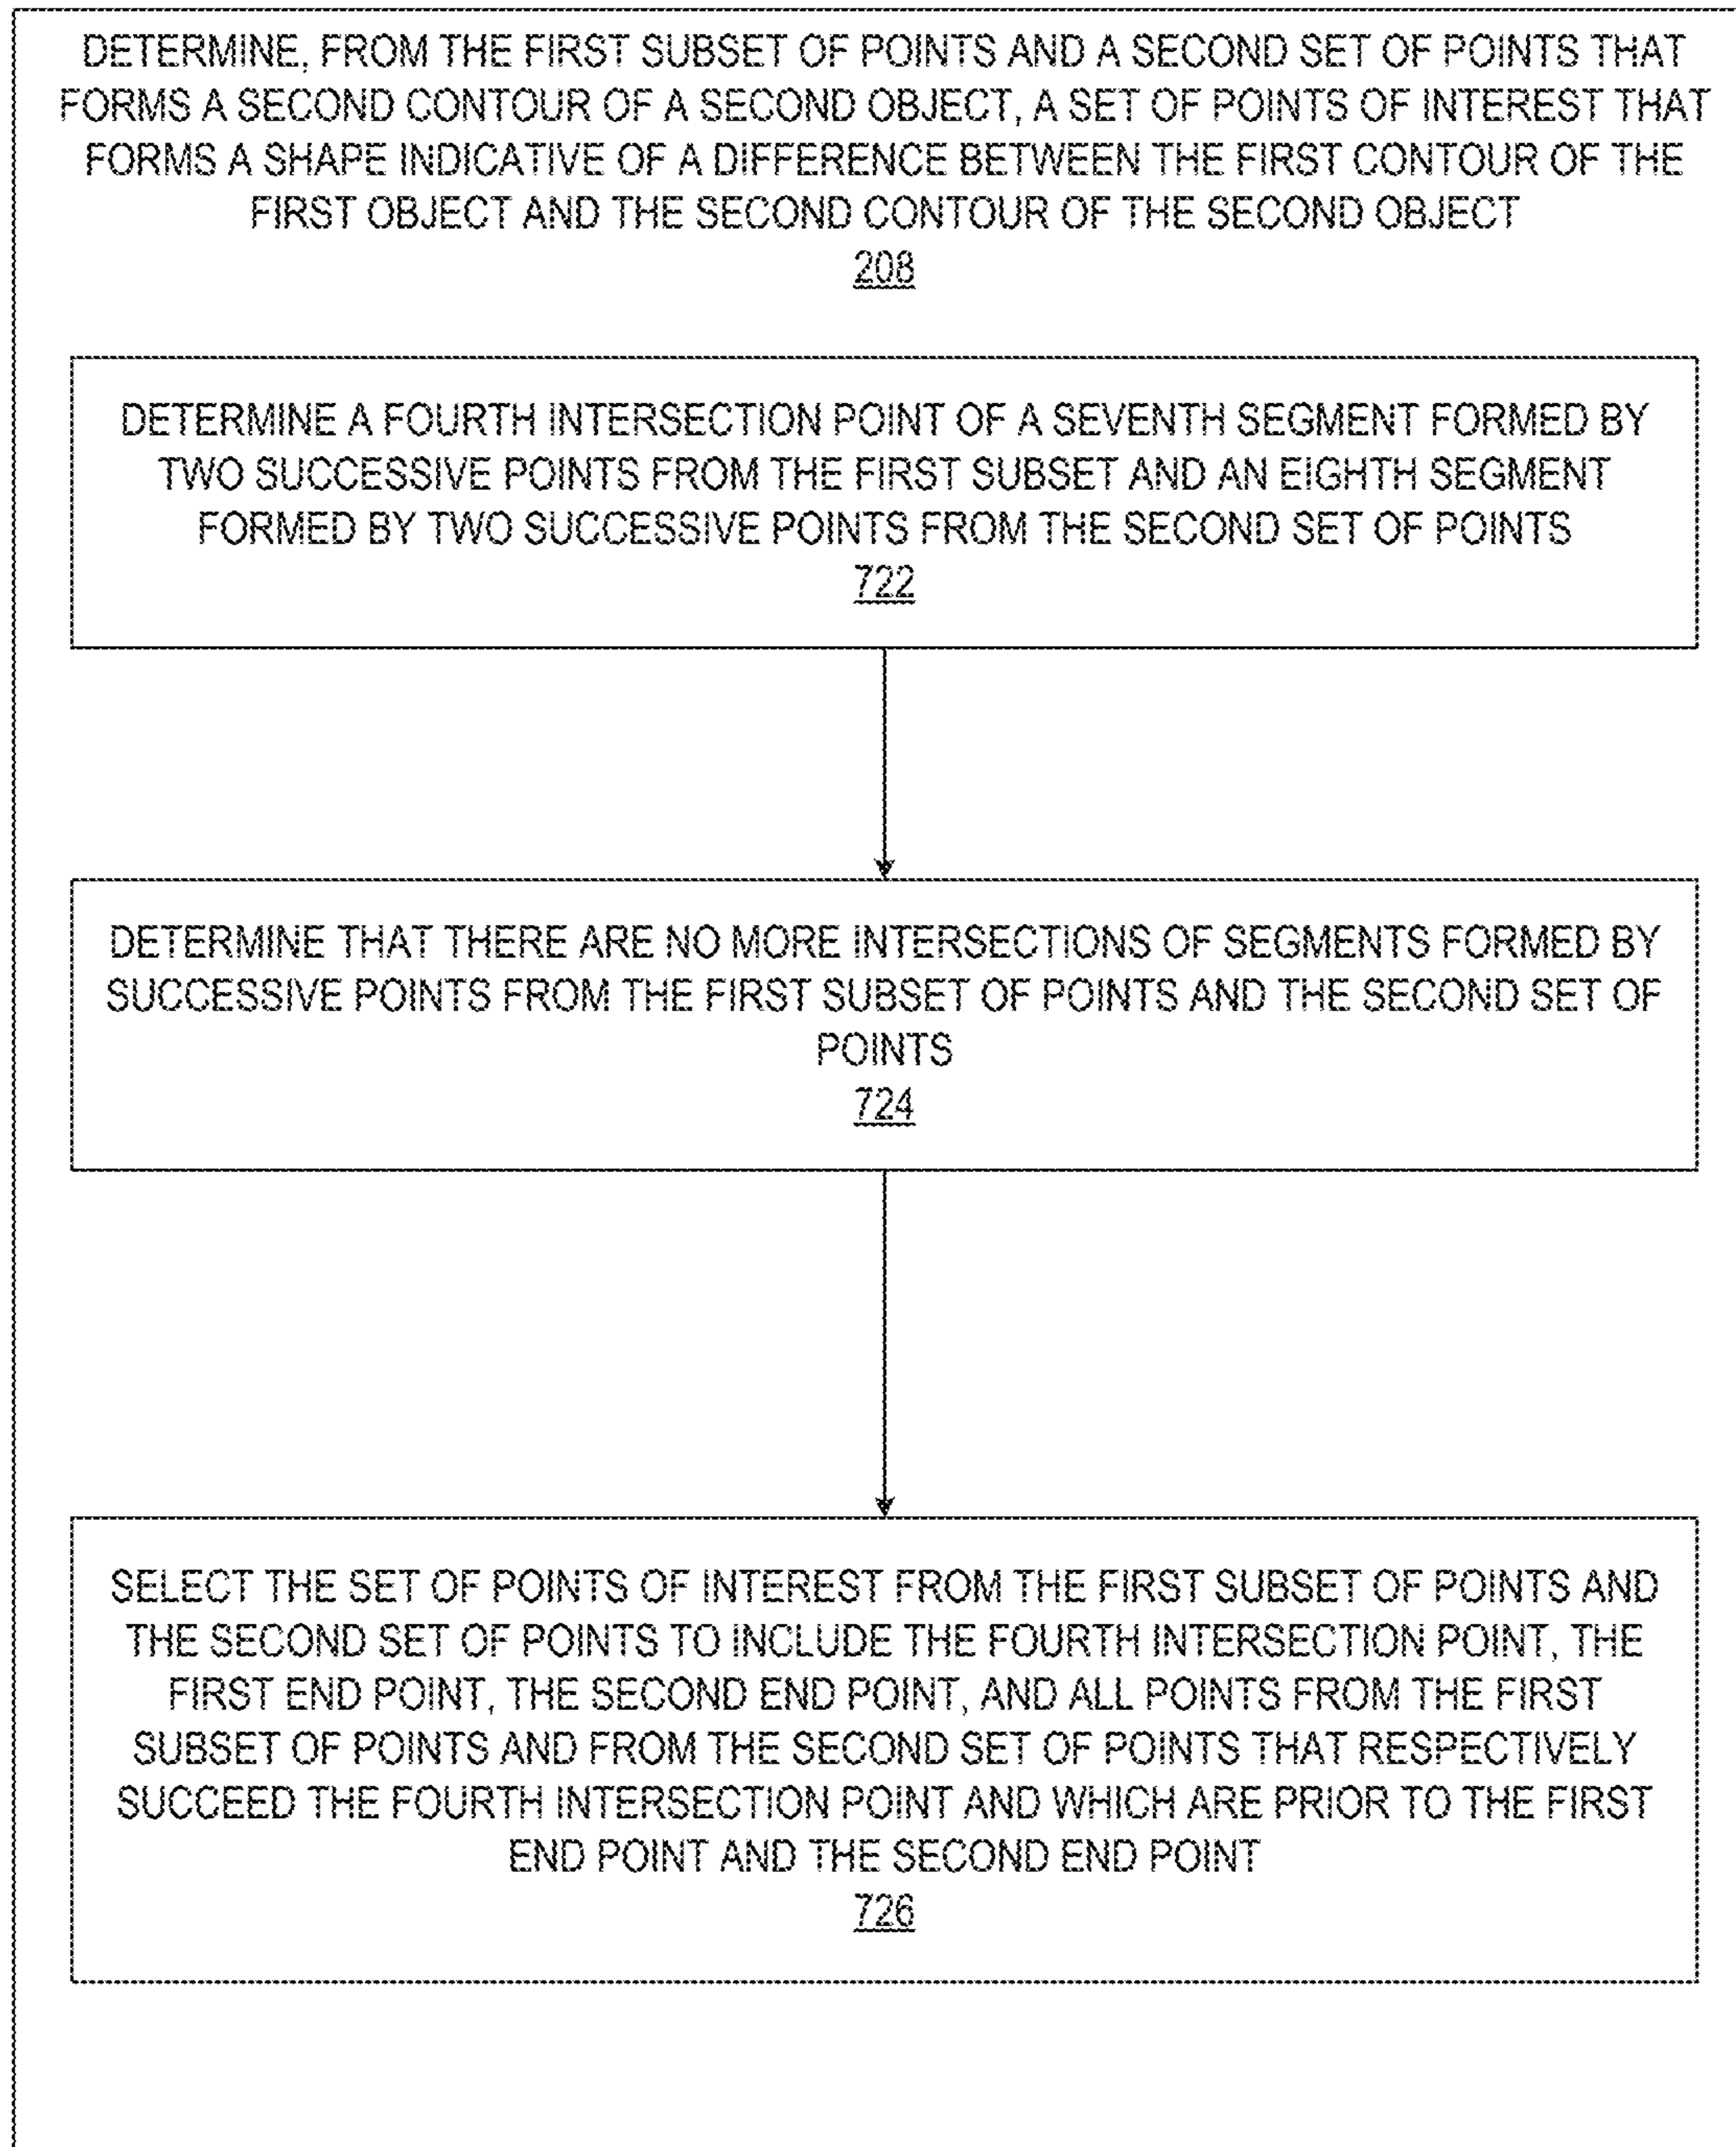 DETERMINE, FROM THE FIRST SUBSET OF POINTS AND A SECOND SET OF POINTS THAT
FORMS A SECOND CONTOUR OF A SECOND OBJECT, A SET OF POINTS OF INTEREST THAT
FORMS A SHAPE INDICATIVE OF A DIFFERENCE BETWEEN THE FIRST CONTOUR OF THE
FIRST OBJECT AND THE SECOND CONTOUR OF THE SECOND OBJECT
208
DETERMINE A FOURTH INTERSECTION POINT OF A SEVENTH SEGMENT FORMED BY
TWO SUCCESSIVE POINTS FROM THE FIRST SUBSET AND AN EIGHTH SEGMENT
FORMED BY TWO SUCCESSIVE POINTS FROM THE SECOND SET OF POINTS
722
DETERMINE THAT THERE ARE NO MORE INTERSECTIONS OF SEGMENTS FORMED BY
SUCCESSIVE POINTS FROM THE FIRST SUBSET OF POINTS AND THE SECOND SET OF
POINTS
724
SELECT THE SET OF POINTS OF INTEREST FROM THE FIRST SUBSET OF POINTS AND
THE SECOND SET OF POINTS TO INCLUDE THE FOURTH INTERSECTION POINT, THE
FIRST END POINT, THE SECOND END POINT, AND ALL POINTS FROM THE FIRST
SUBSET OF POINTS AND FROM THE SECOND SET OF POINTS THAT RESPECTIVELY
SUCCEED THE FOURTH INTERSECTION POINT AND WHICH ARE PRIOR TO THE FIRST
END POINT AND THE SECOND END POINT
726